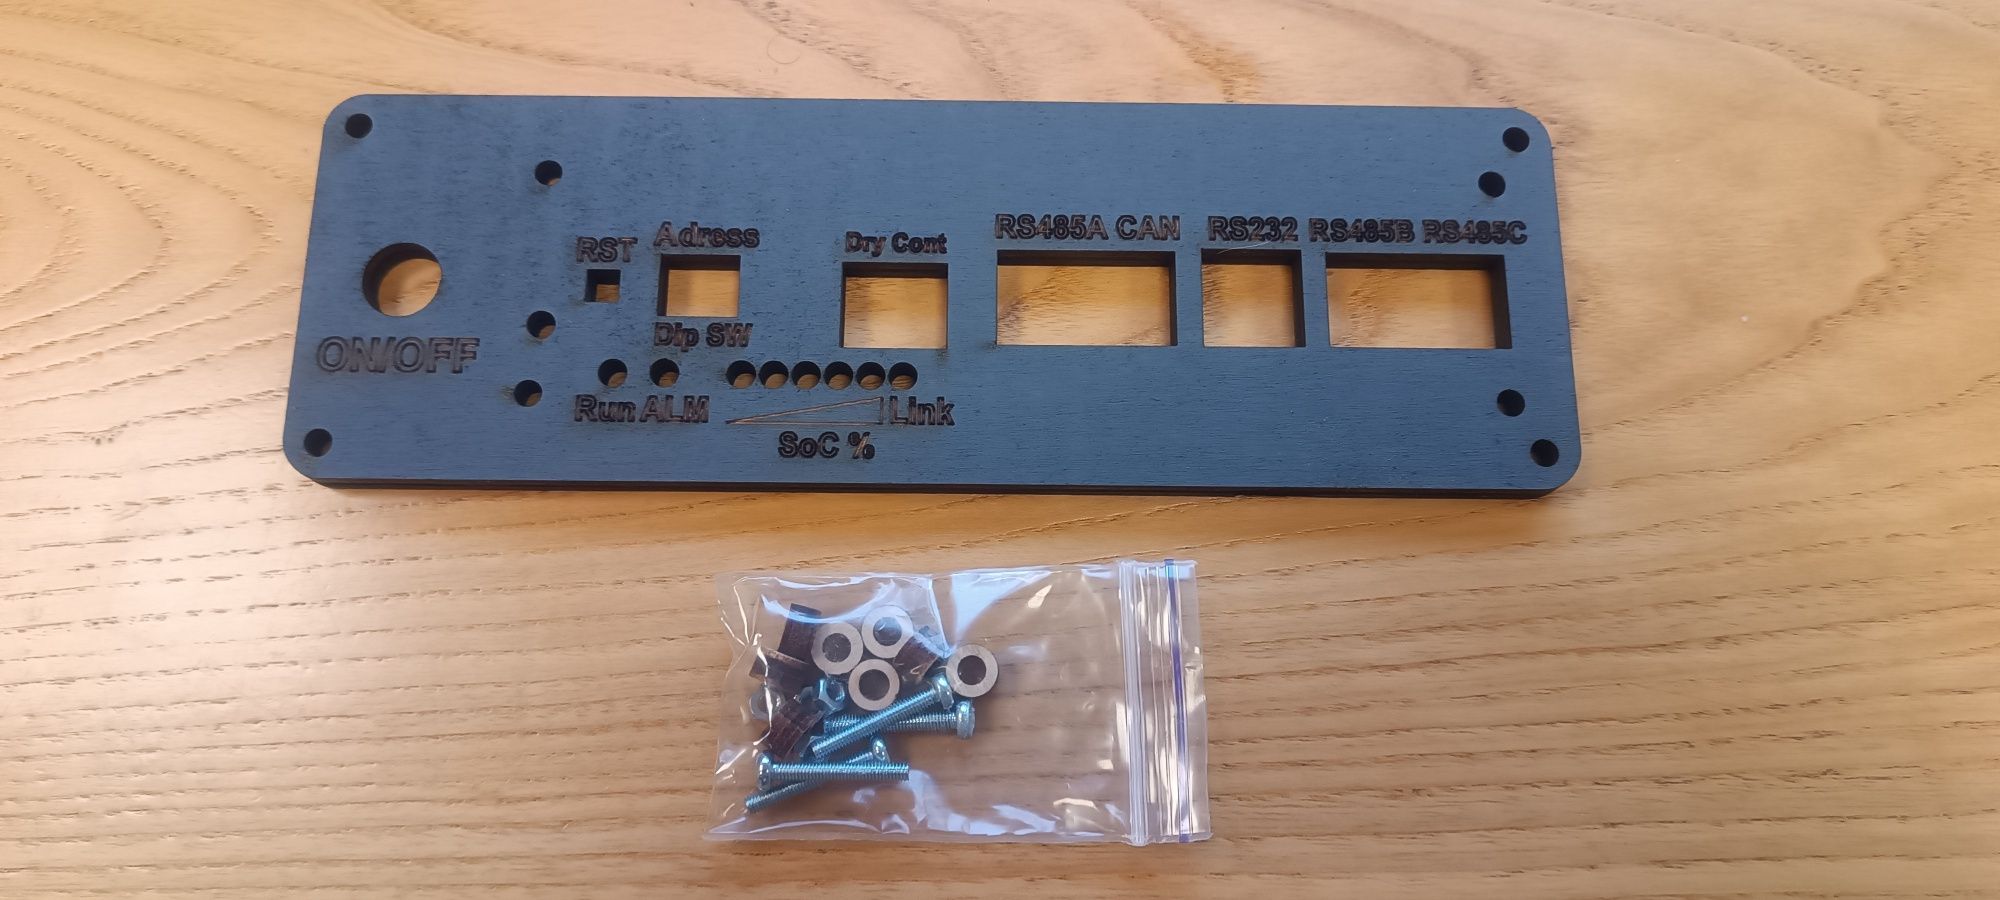 RS485A CAN
RS232
RS485B RS485C
Adress
Dry Cont
RST
Dip SW
ON/OFF
Run ALM
Link
SoC %